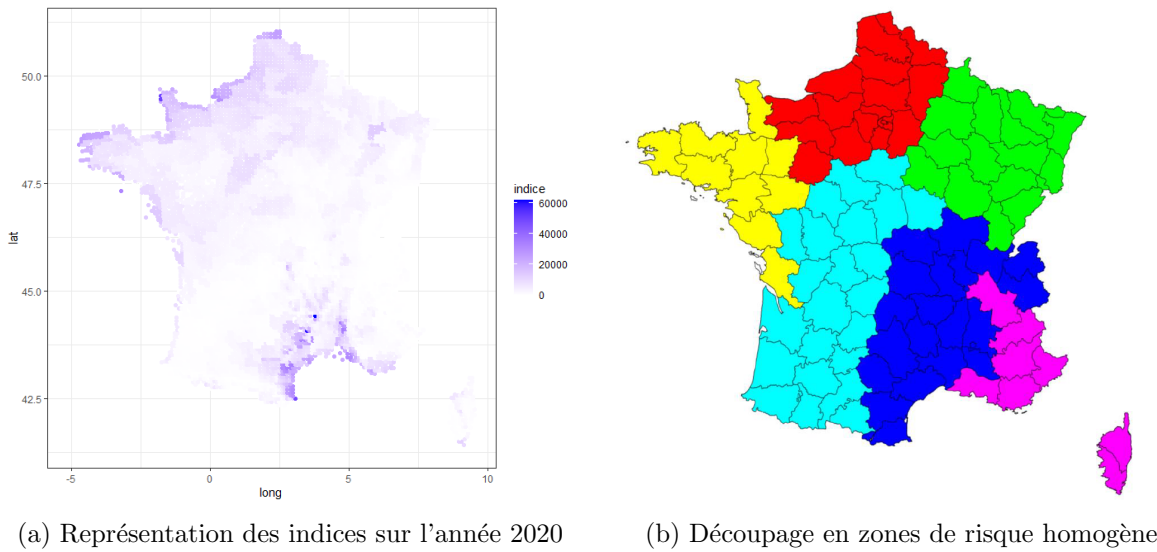 50.0
47.5
45.0
42.5
lat
-5
0
5
10
long
indice
60000
40000
20000
0
(a) Représentation des indices sur l'année 2020
(b) Découpage en zones de risque homogène